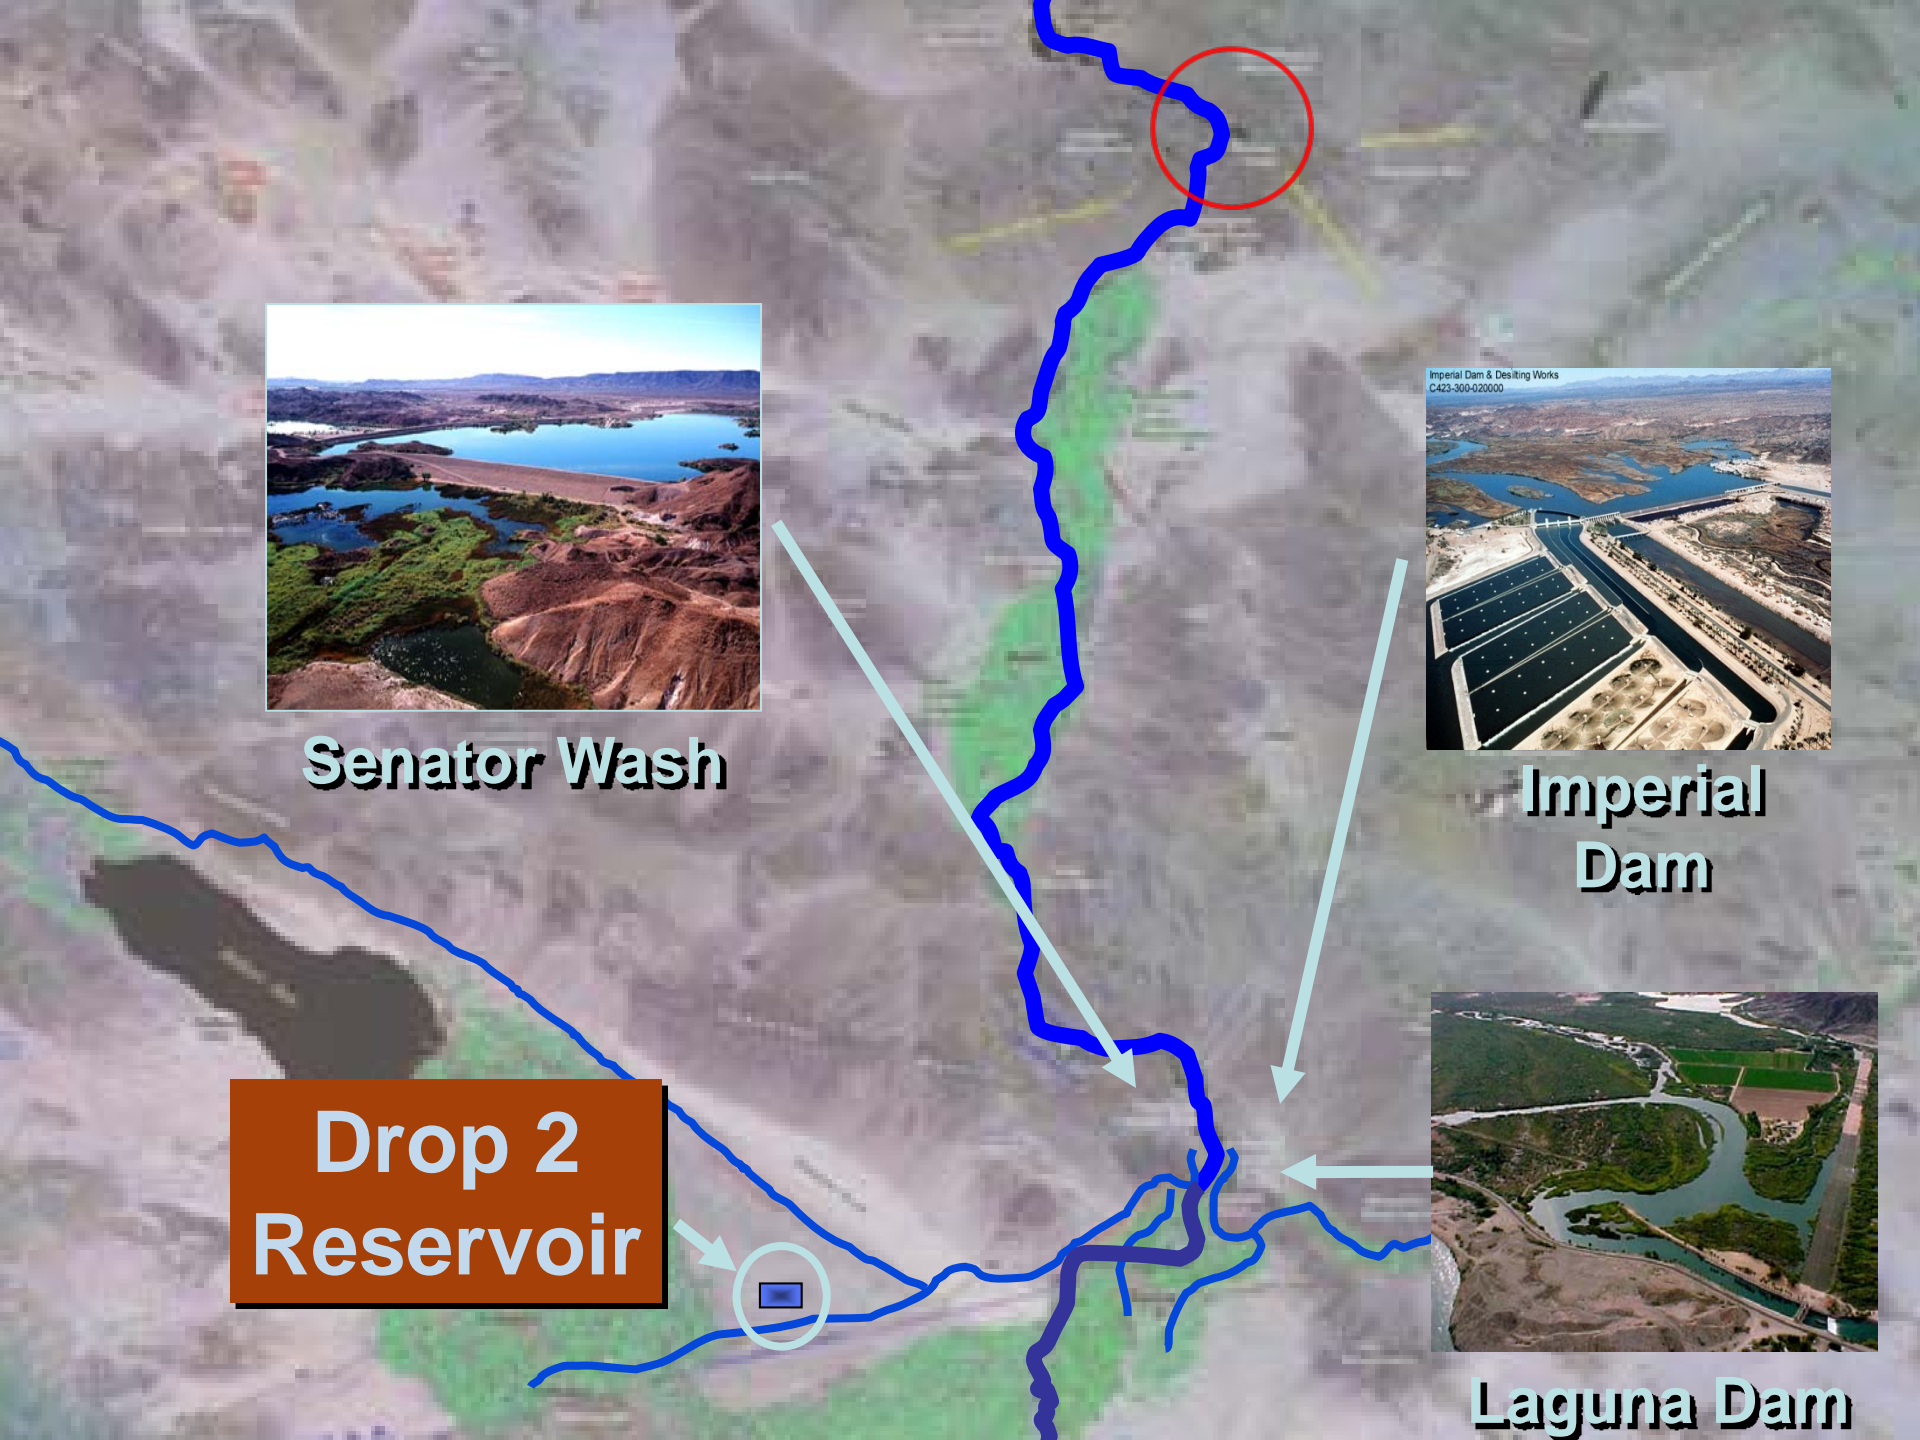 Imperial Dam & Desilting Works
C423-300-020000
Senator Wash
Imperial
Dam
Drop 2
Reservoir
Laguna Dam